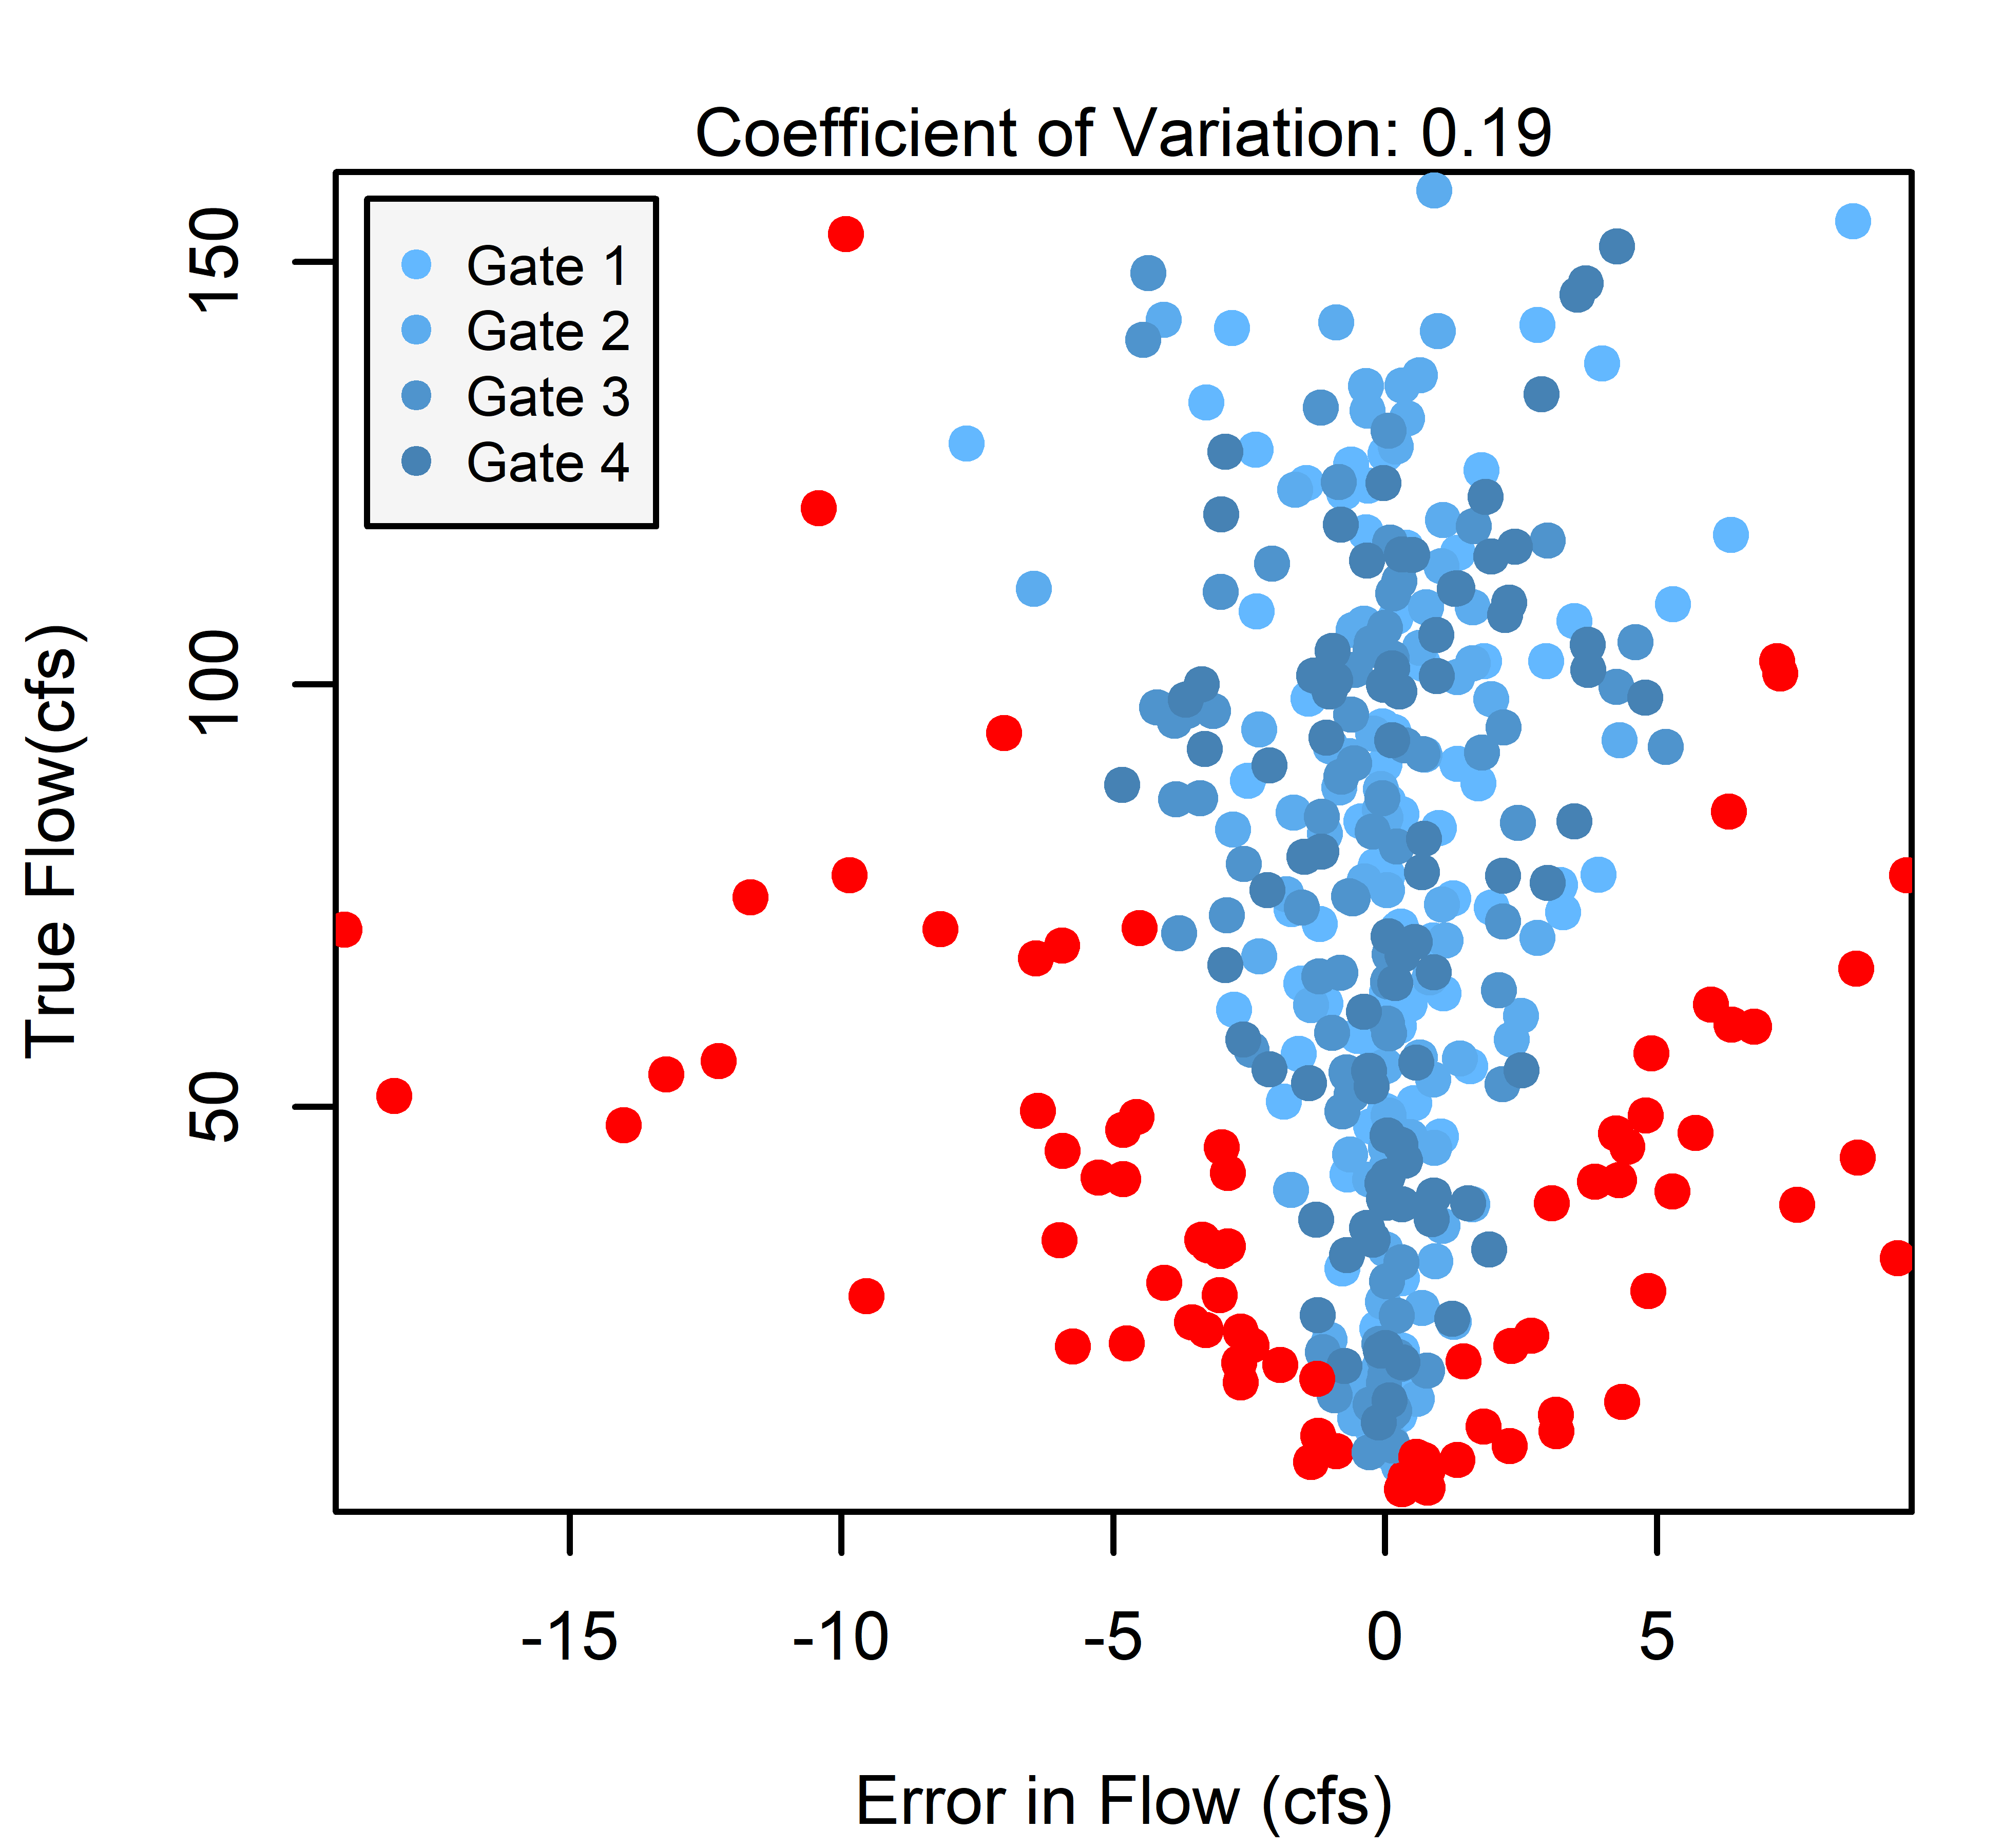 Coefficient of Variation: 0.19
Gate 1
Gate 2
Gate 3
Gate 4
150
100
50
True Flow(cfs)
-15 -10 -5 0 5
Error in Flow (cfs)